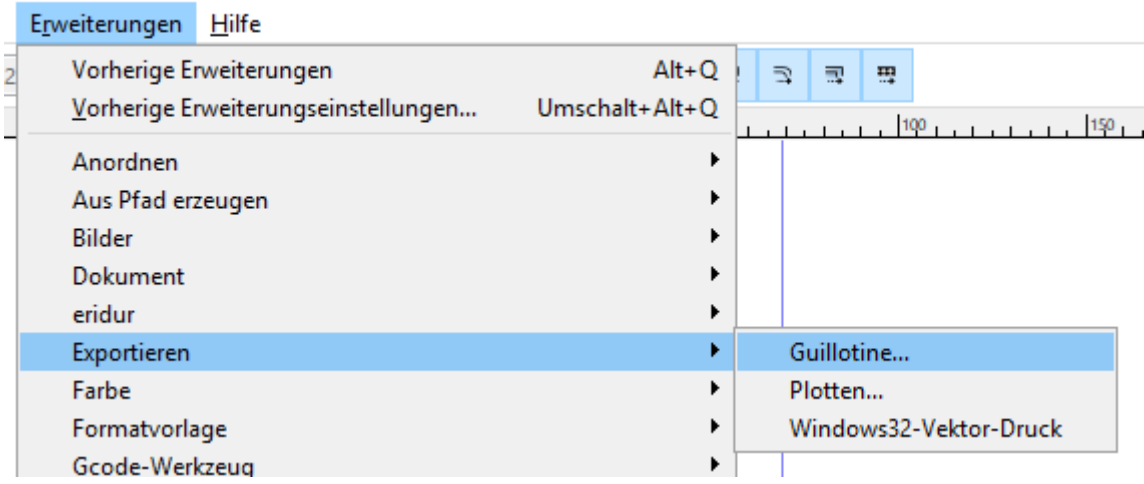 Erweiterungen Hilfe
2
Vorherige Erweiterungen Alt+Q
Vorherige Erweiterungseinstellungen... Umschalt+Alt+Q
100 150
Anordnen
Aus Pfad erzeugen
Bilder
Dokument
eridur
Exportieren Guillotine...
Farbe Plotten...
Formatvorlage Windows32-Vektor-Druck
Gcode-Werkzeug